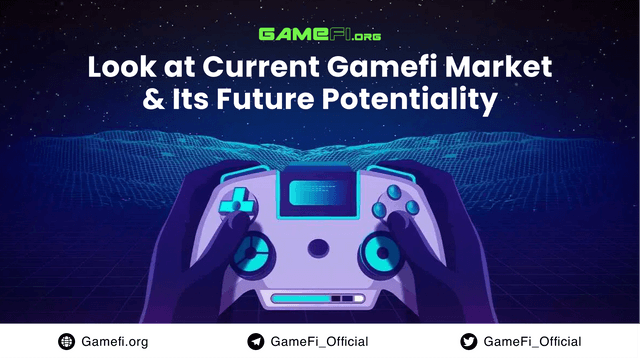 GAMEFI.ORG
Look at Current Gamefi Market
& Its Future Potentiality
Gamefi.org
GameFi_Official
GameFi_Official